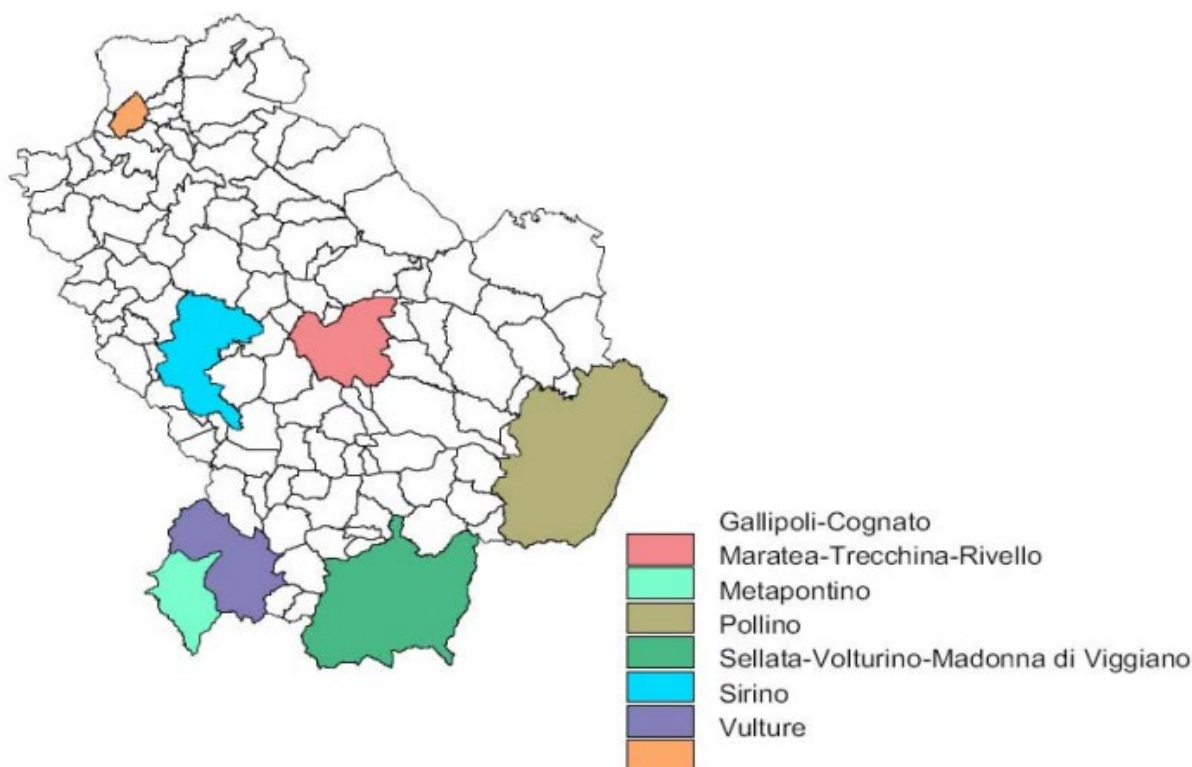 Gallipoli-Cognato
Maratea-Trecchina-Rivello
Metapontino
Pollino
Sellata-Volturino-Madonna di Viggiano
Sirino
Vulture